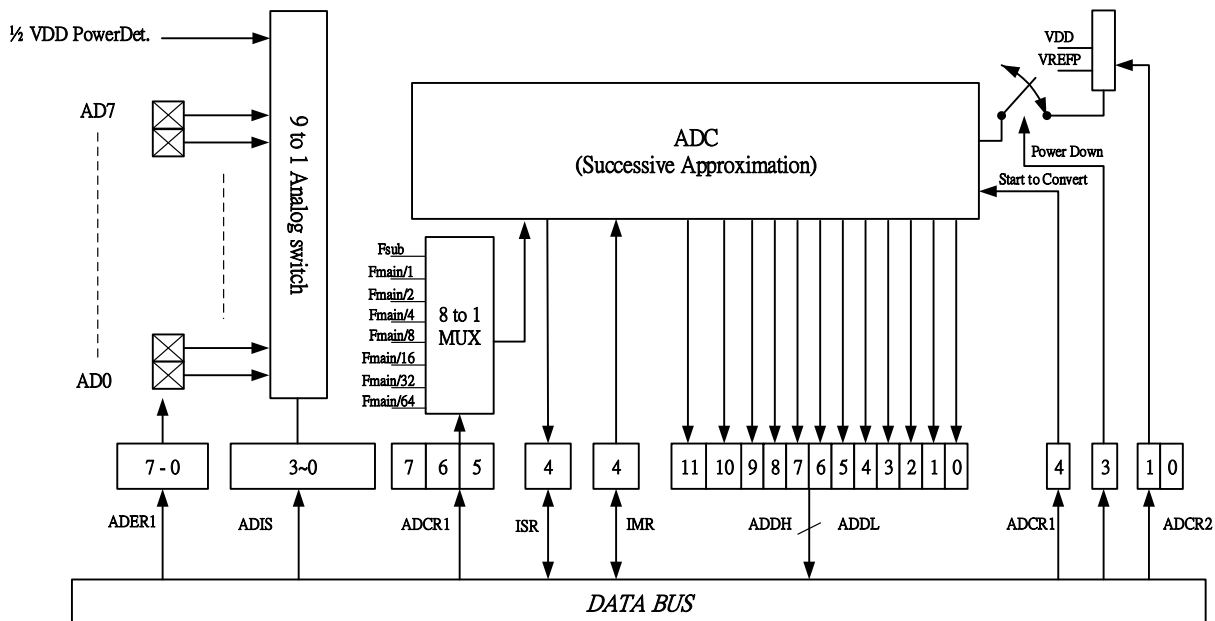 ½ VDD PowerDet.
AD7
AD0
9 to 1 Analog switch
ADC
(Successive Approximation)
VDD
VREFP
Power Down
Start to Convert
Fsub
Fmain/1
Fmain/2
Fmain/4
Fmain/8
Fmain/16
Fmain/32
Fmain/64
8 to 1
MUX
7 - 0
3~0
7 6 5
4
4
11 10 9 8 7 6 5 4 3 2 1 0
4
3
1 0
ADER1
ADIS
ADCR1
ISR
IMR
ADDH
ADDL
ADCR1
ADCR2
DATA BUS